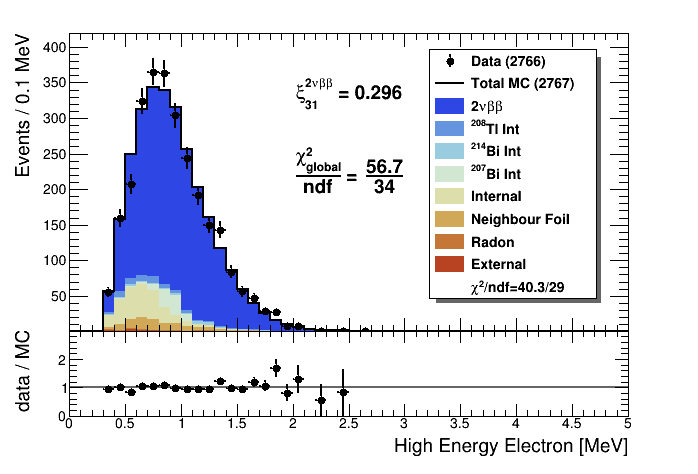 Events / 0.1 MeV
400
350
300
250
200
150
100
50
ξ³¹ 2νββ = 0.296
χ²global / ndf = 56.7 / 34
Data (2766)
Total MC (2767)
2νββ
²⁰⁸Tl Int
²¹⁴Bi Int
²⁰⁷Bi Int
Internal
Neighbour Foil
Radon
External
χ²/ndf=40.3/29
data / MC
2
1
0
0 0.5 1 1.5 2 2.5 3 3.5 4 4.5 5
High Energy Electron [MeV]